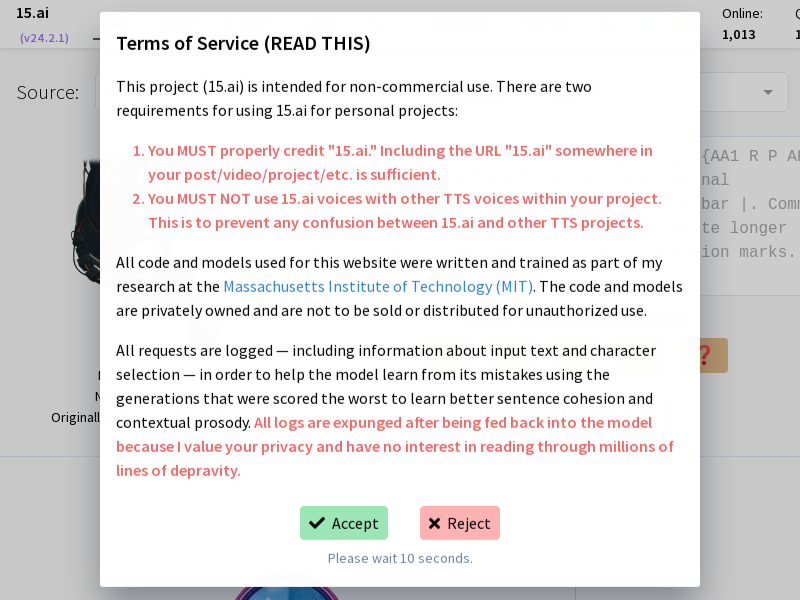 15.ai
(v24.2.1)
Online:
1,013
Source:
Terms of Service (READ THIS)
This project (15.ai) is intended for non-commercial use. There are two
requirements for using 15.ai for personal projects:
1. You MUST properly credit "15.ai." Including the URL "15.ai" somewhere in
your post/video/project/etc. is sufficient.
2. You MUST NOT use 15.ai voices with other TTS voices within your project.
This is to prevent any confusion between 15.ai and other TTS projects.
All code and models used for this website were written and trained as part of my
research at the Massachusetts Institute of Technology (MIT). The code and models
are privately owned and are not to be sold or distributed for unauthorized use.
All requests are logged — including information about input text and character
selection — in order to help the model learn from its mistakes using the
generations that were scored the worst to learn better sentence cohesion and
contextual prosody. All logs are expunged after being fed back into the model
because I value your privacy and have no interest in reading through millions of
lines of depravity.
Accept
Reject
Please wait 10 seconds.
{AA1 R P
nal
bar |.
te longer
ion marks.
?